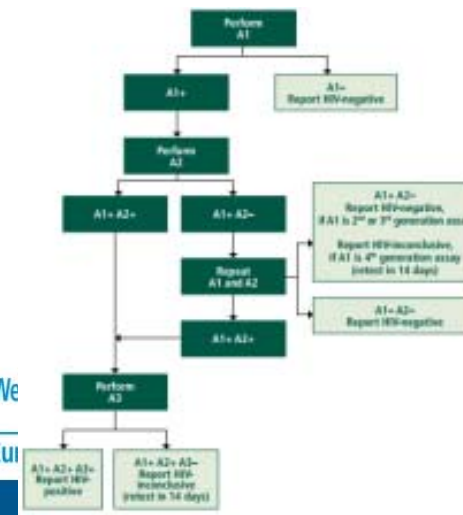 Perform
A1
A1+
A1−
Report HIV-negative
Perform
A2
A1+ A2+
A1+ A2−
A1+ A2−
Report HIV-negative,
if A1 is 2nd or 3rd generation assay
Report HIV-inconclusive,
if A1 is 4th generation assay
(retest in 14 days)
Repeat
A1 and A2
A1− A2−
Report HIV-negative
A1+ A2+
Perform
A3
A1+ A2+ A3+
Report HIV-
positive
A1+ A2+ A3−
Report HIV-
inconclusive
(retest in 14 days)